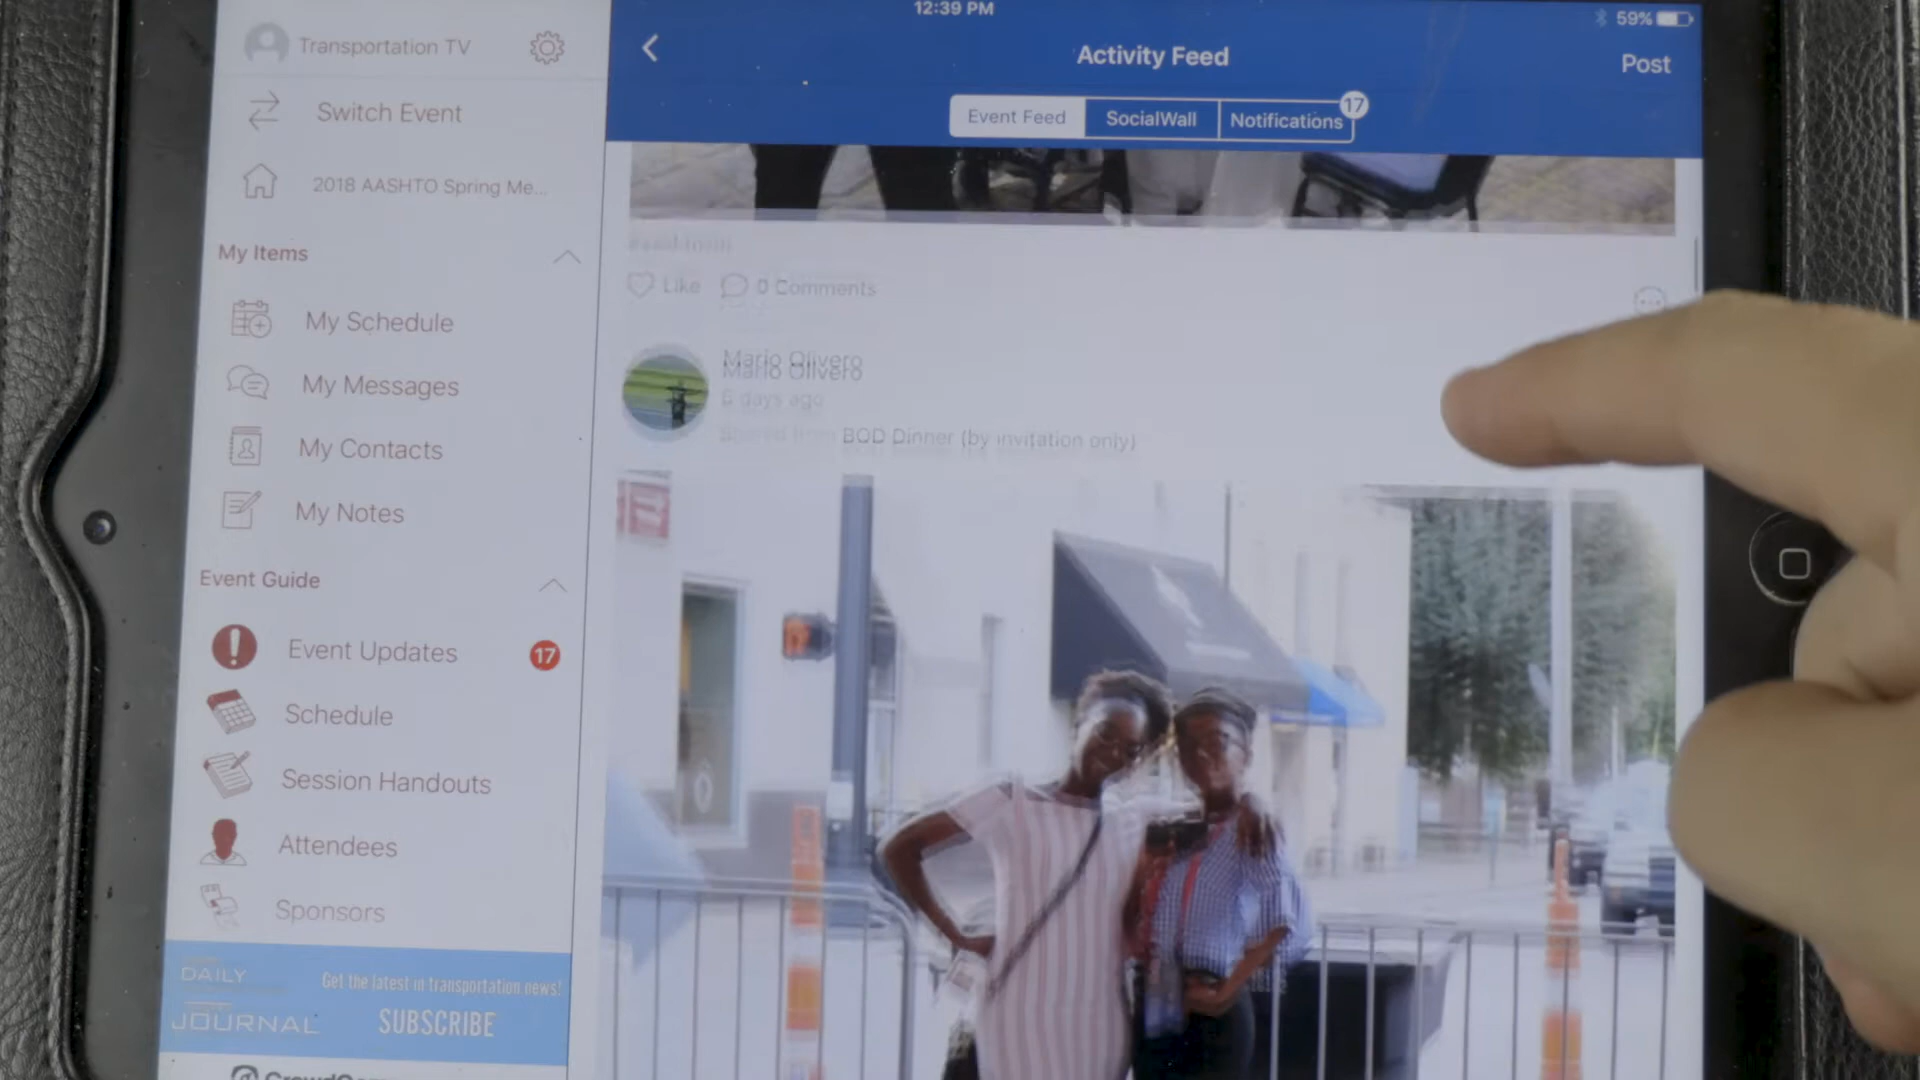 12:39 PM
59%
Transportation TV
Activity Feed
Post
Switch Event
Event Feed
SocialWall
Notifications
17
2018 AASHTO Spring Me...
My Items
Like
0 Comments
My Schedule
Mario Olivero
6 days ago
My Messages
BOD Dinner (by invitation only)
My Contacts
My Notes
Event Guide
Event Updates
17
Schedule
Session Handouts
Attendees
Sponsors
DAILY
Get the latest in transportation news!
JOURNAL
SUBSCRIBE